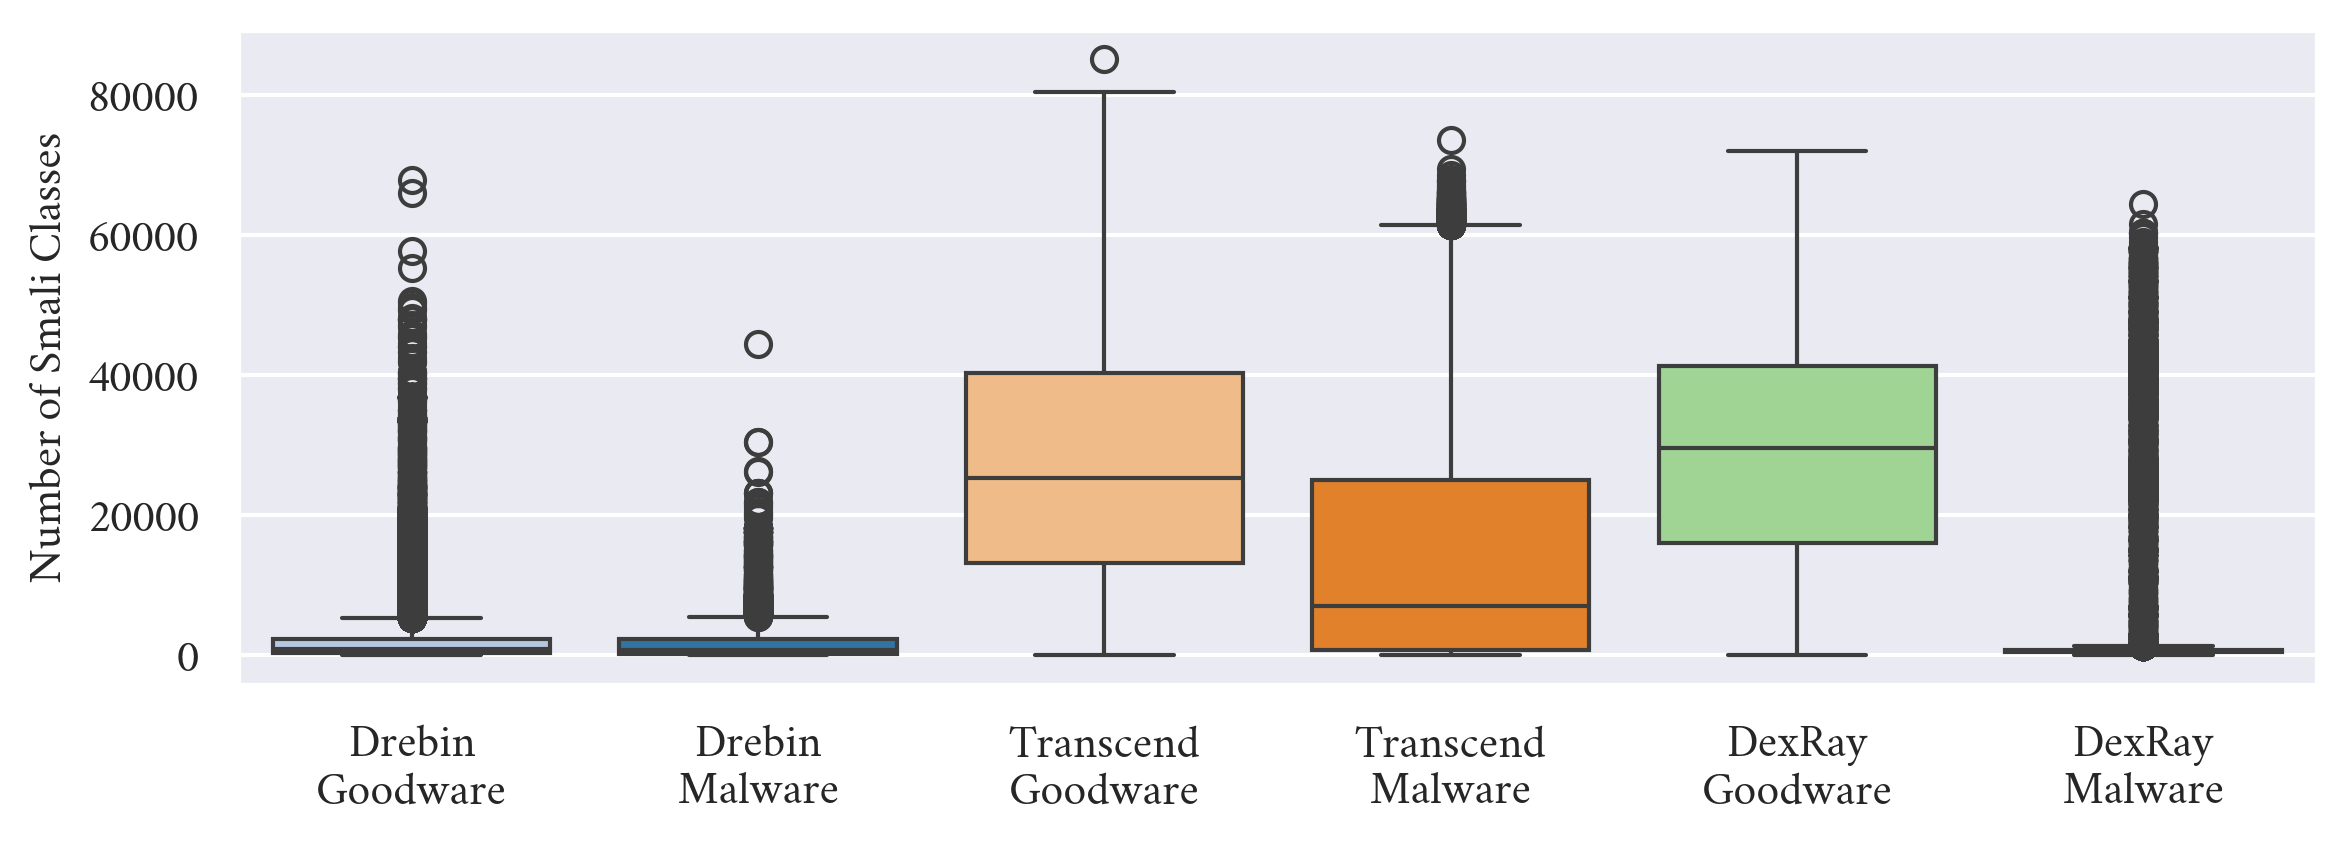 Number of Smali Classes
80000
60000
40000
20000
0
Drebin
Goodware
Drebin
Malware
Transcend
Goodware
Transcend
Malware
DexRay
Goodware
DexRay
Malware